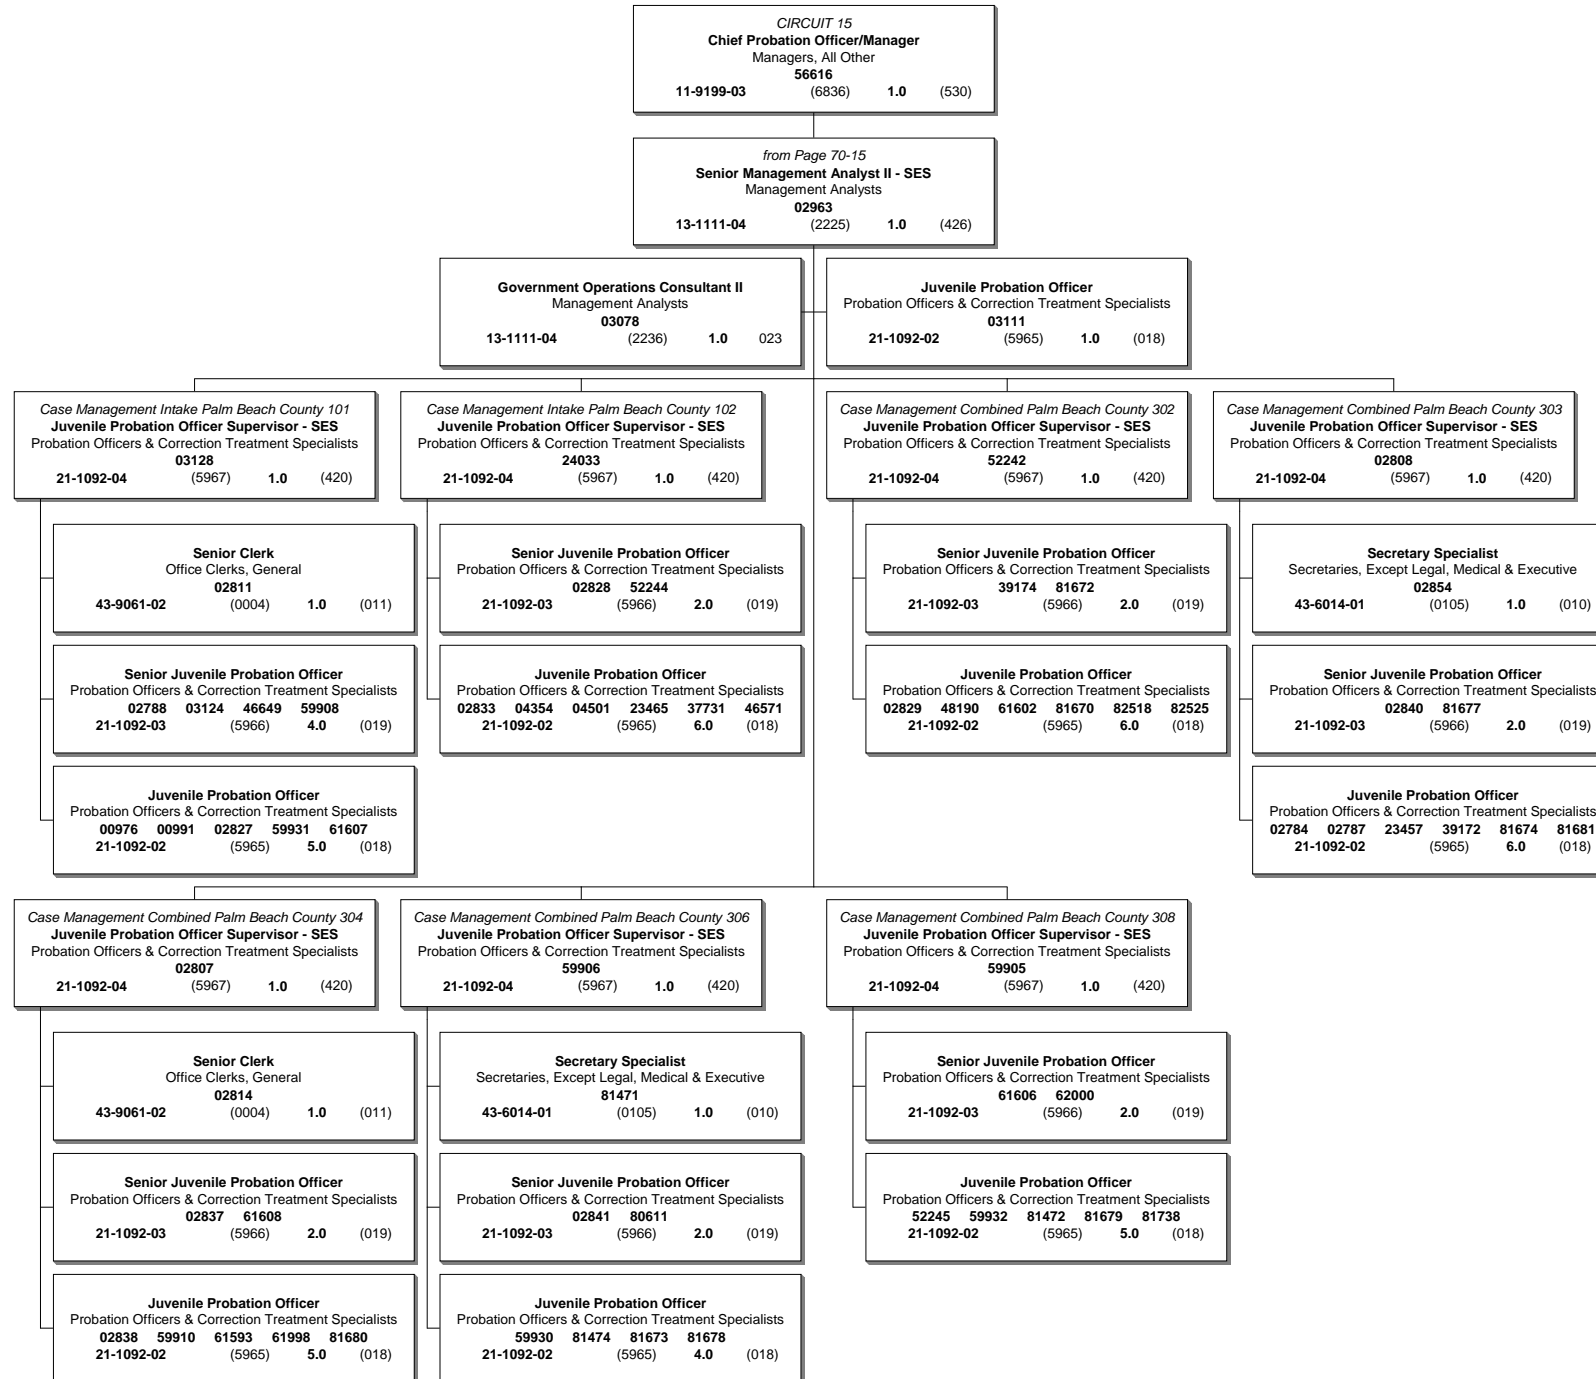 CIRCUIT 15
Chief Probation Officer/Manager
Managers, All Other
56616
11-9199-03 (6836) 1.0 (530)
from Page 70-15
Senior Management Analyst II - SES
Management Analysts
02963
13-1111-04 (2225) 1.0 (426)
Government Operations Consultant II
Management Analysts
03078
13-1111-04 (2236) 1.0 023
Juvenile Probation Officer
Probation Officers & Correction Treatment Specialists
03111
21-1092-02 (5965) 1.0 (018)
Case Management Intake Palm Beach County 101
Juvenile Probation Officer Supervisor - SES
Probation Officers & Correction Treatment Specialists
03128
21-1092-04 (5967) 1.0 (420)
Senior Clerk
Office Clerks, General
02811
43-9061-02 (0004) 1.0 (011)
Senior Juvenile Probation Officer
Probation Officers & Correction Treatment Specialists
02788 03124 46649 59908
21-1092-03 (5966) 4.0 (019)
Juvenile Probation Officer
Probation Officers & Correction Treatment Specialists
00976 00991 02827 59931 61607
21-1092-02 (5965) 5.0 (018)
Case Management Intake Palm Beach County 102
Juvenile Probation Officer Supervisor - SES
Probation Officers & Correction Treatment Specialists
24033
21-1092-04 (5967) 1.0 (420)
Senior Juvenile Probation Officer
Probation Officers & Correction Treatment Specialists
02828 52244
21-1092-03 (5966) 2.0 (019)
Juvenile Probation Officer
Probation Officers & Correction Treatment Specialists
02833 04354 04501 23465 37731 46571
21-1092-02 (5965) 6.0 (018)
Case Management Combined Palm Beach County 302
Juvenile Probation Officer Supervisor - SES
Probation Officers & Correction Treatment Specialists
52242
21-1092-04 (5967) 1.0 (420)
Senior Juvenile Probation Officer
Probation Officers & Correction Treatment Specialists
39174 81672
21-1092-03 (5966) 2.0 (019)
Juvenile Probation Officer
Probation Officers & Correction Treatment Specialists
02829 48190 61602 81670 82518 82525
21-1092-02 (5965) 6.0 (018)
Case Management Combined Palm Beach County 303
Juvenile Probation Officer Supervisor - SES
Probation Officers & Correction Treatment Specialists
02808
21-1092-04 (5967) 1.0 (420)
Secretary Specialist
Secretaries, Except Legal, Medical & Executive
02854
43-6014-01 (0105) 1.0 (010)
Senior Juvenile Probation Officer
Probation Officers & Correction Treatment Specialists
02840 81677
21-1092-03 (5966) 2.0 (019)
Juvenile Probation Officer
Probation Officers & Correction Treatment Specialists
02784 02787 23457 39172 81674 81681
21-1092-02 (5965) 6.0 (018)
Case Management Combined Palm Beach County 304
Juvenile Probation Officer Supervisor - SES
Probation Officers & Correction Treatment Specialists
02807
21-1092-04 (5967) 1.0 (420)
Senior Clerk
Office Clerks, General
02814
43-9061-02 (0004) 1.0 (011)
Senior Juvenile Probation Officer
Probation Officers & Correction Treatment Specialists
02837 61608
21-1092-03 (5966) 2.0 (019)
Juvenile Probation Officer
Probation Officers & Correction Treatment Specialists
02838 59910 61593 61998 81680
21-1092-02 (5965) 5.0 (018)
Case Management Combined Palm Beach County 306
Juvenile Probation Officer Supervisor - SES
Probation Officers & Correction Treatment Specialists
59906
21-1092-04 (5967) 1.0 (420)
Secretary Specialist
Secretaries, Except Legal, Medical & Executive
81471
43-6014-01 (0105) 1.0 (010)
Senior Juvenile Probation Officer
Probation Officers & Correction Treatment Specialists
02841 80611
21-1092-03 (5966) 2.0 (019)
Juvenile Probation Officer
Probation Officers & Correction Treatment Specialists
59930 81474 81673 81678
21-1092-02 (5965) 4.0 (018)
Case Management Combined Palm Beach County 308
Juvenile Probation Officer Supervisor - SES
Probation Officers & Correction Treatment Specialists
59905
21-1092-04 (5967) 1.0 (420)
Senior Juvenile Probation Officer
Probation Officers & Correction Treatment Specialists
61606 62000
21-1092-03 (5966) 2.0 (019)
Juvenile Probation Officer
Probation Officers & Correction Treatment Specialists
52245 59932 81472 81679 81738
21-1092-02 (5965) 5.0 (018)